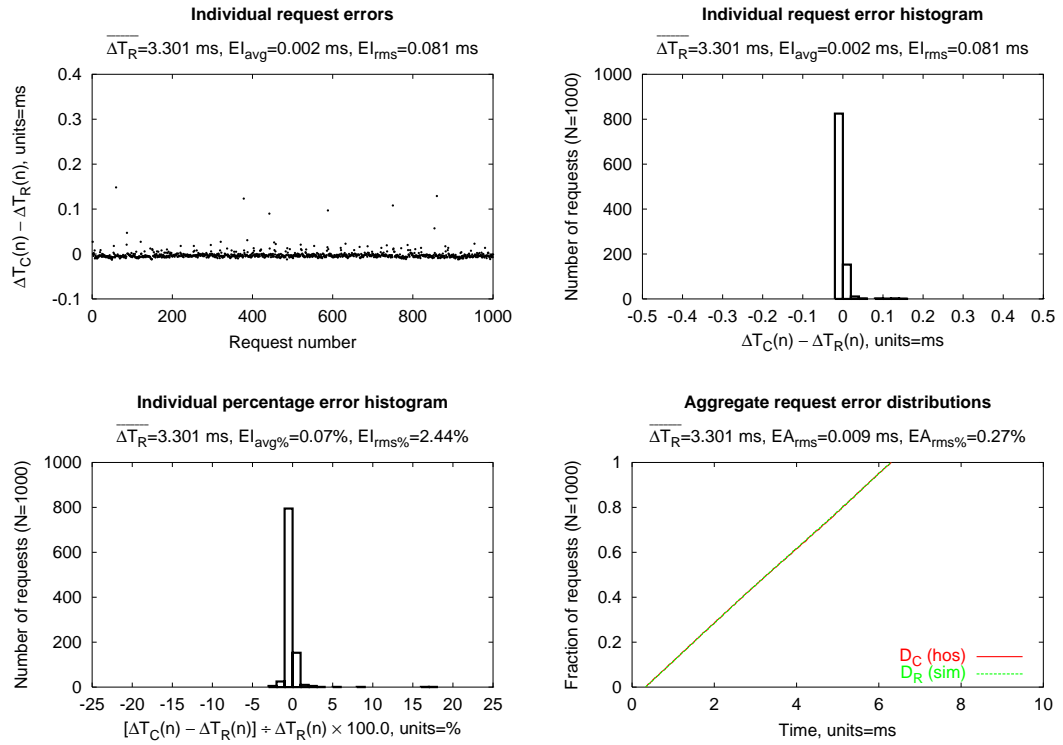 Individual request errors
ΔT_R=3.301 ms, EI_avg=0.002 ms, EI_rms=0.081 ms
0.4
0.3
0.2
0.1
0
-0.1
ΔT_C(n) − ΔT_R(n), units=ms
0 200 400 600 800 1000
Request number
Individual request error histogram
ΔT_R=3.301 ms, EI_avg=0.002 ms, EI_rms=0.081 ms
1000
800
600
400
200
0
Number of requests (N=1000)
-0.5 -0.4 -0.3 -0.2 -0.1 0 0.1 0.2 0.3 0.4 0.5
ΔT_C(n) − ΔT_R(n), units=ms
Individual percentage error histogram
ΔT_R=3.301 ms, EI_avg%=0.07%, EI_rms%=2.44%
1000
800
600
400
200
0
Number of requests (N=1000)
-25 -20 -15 -10 -5 0 5 10 15 20 25
[ΔT_C(n) − ΔT_R(n)] ÷ ΔT_R(n) × 100.0, units=%
Aggregate request error distributions
ΔT_R=3.301 ms, EA_rms=0.009 ms, EA_rms%=0.27%
1
0.8
0.6
0.4
0.2
0
Fraction of requests (N=1000)
D_C (hos)
D_R (sim)
0 2 4 6 8 10
Time, units=ms